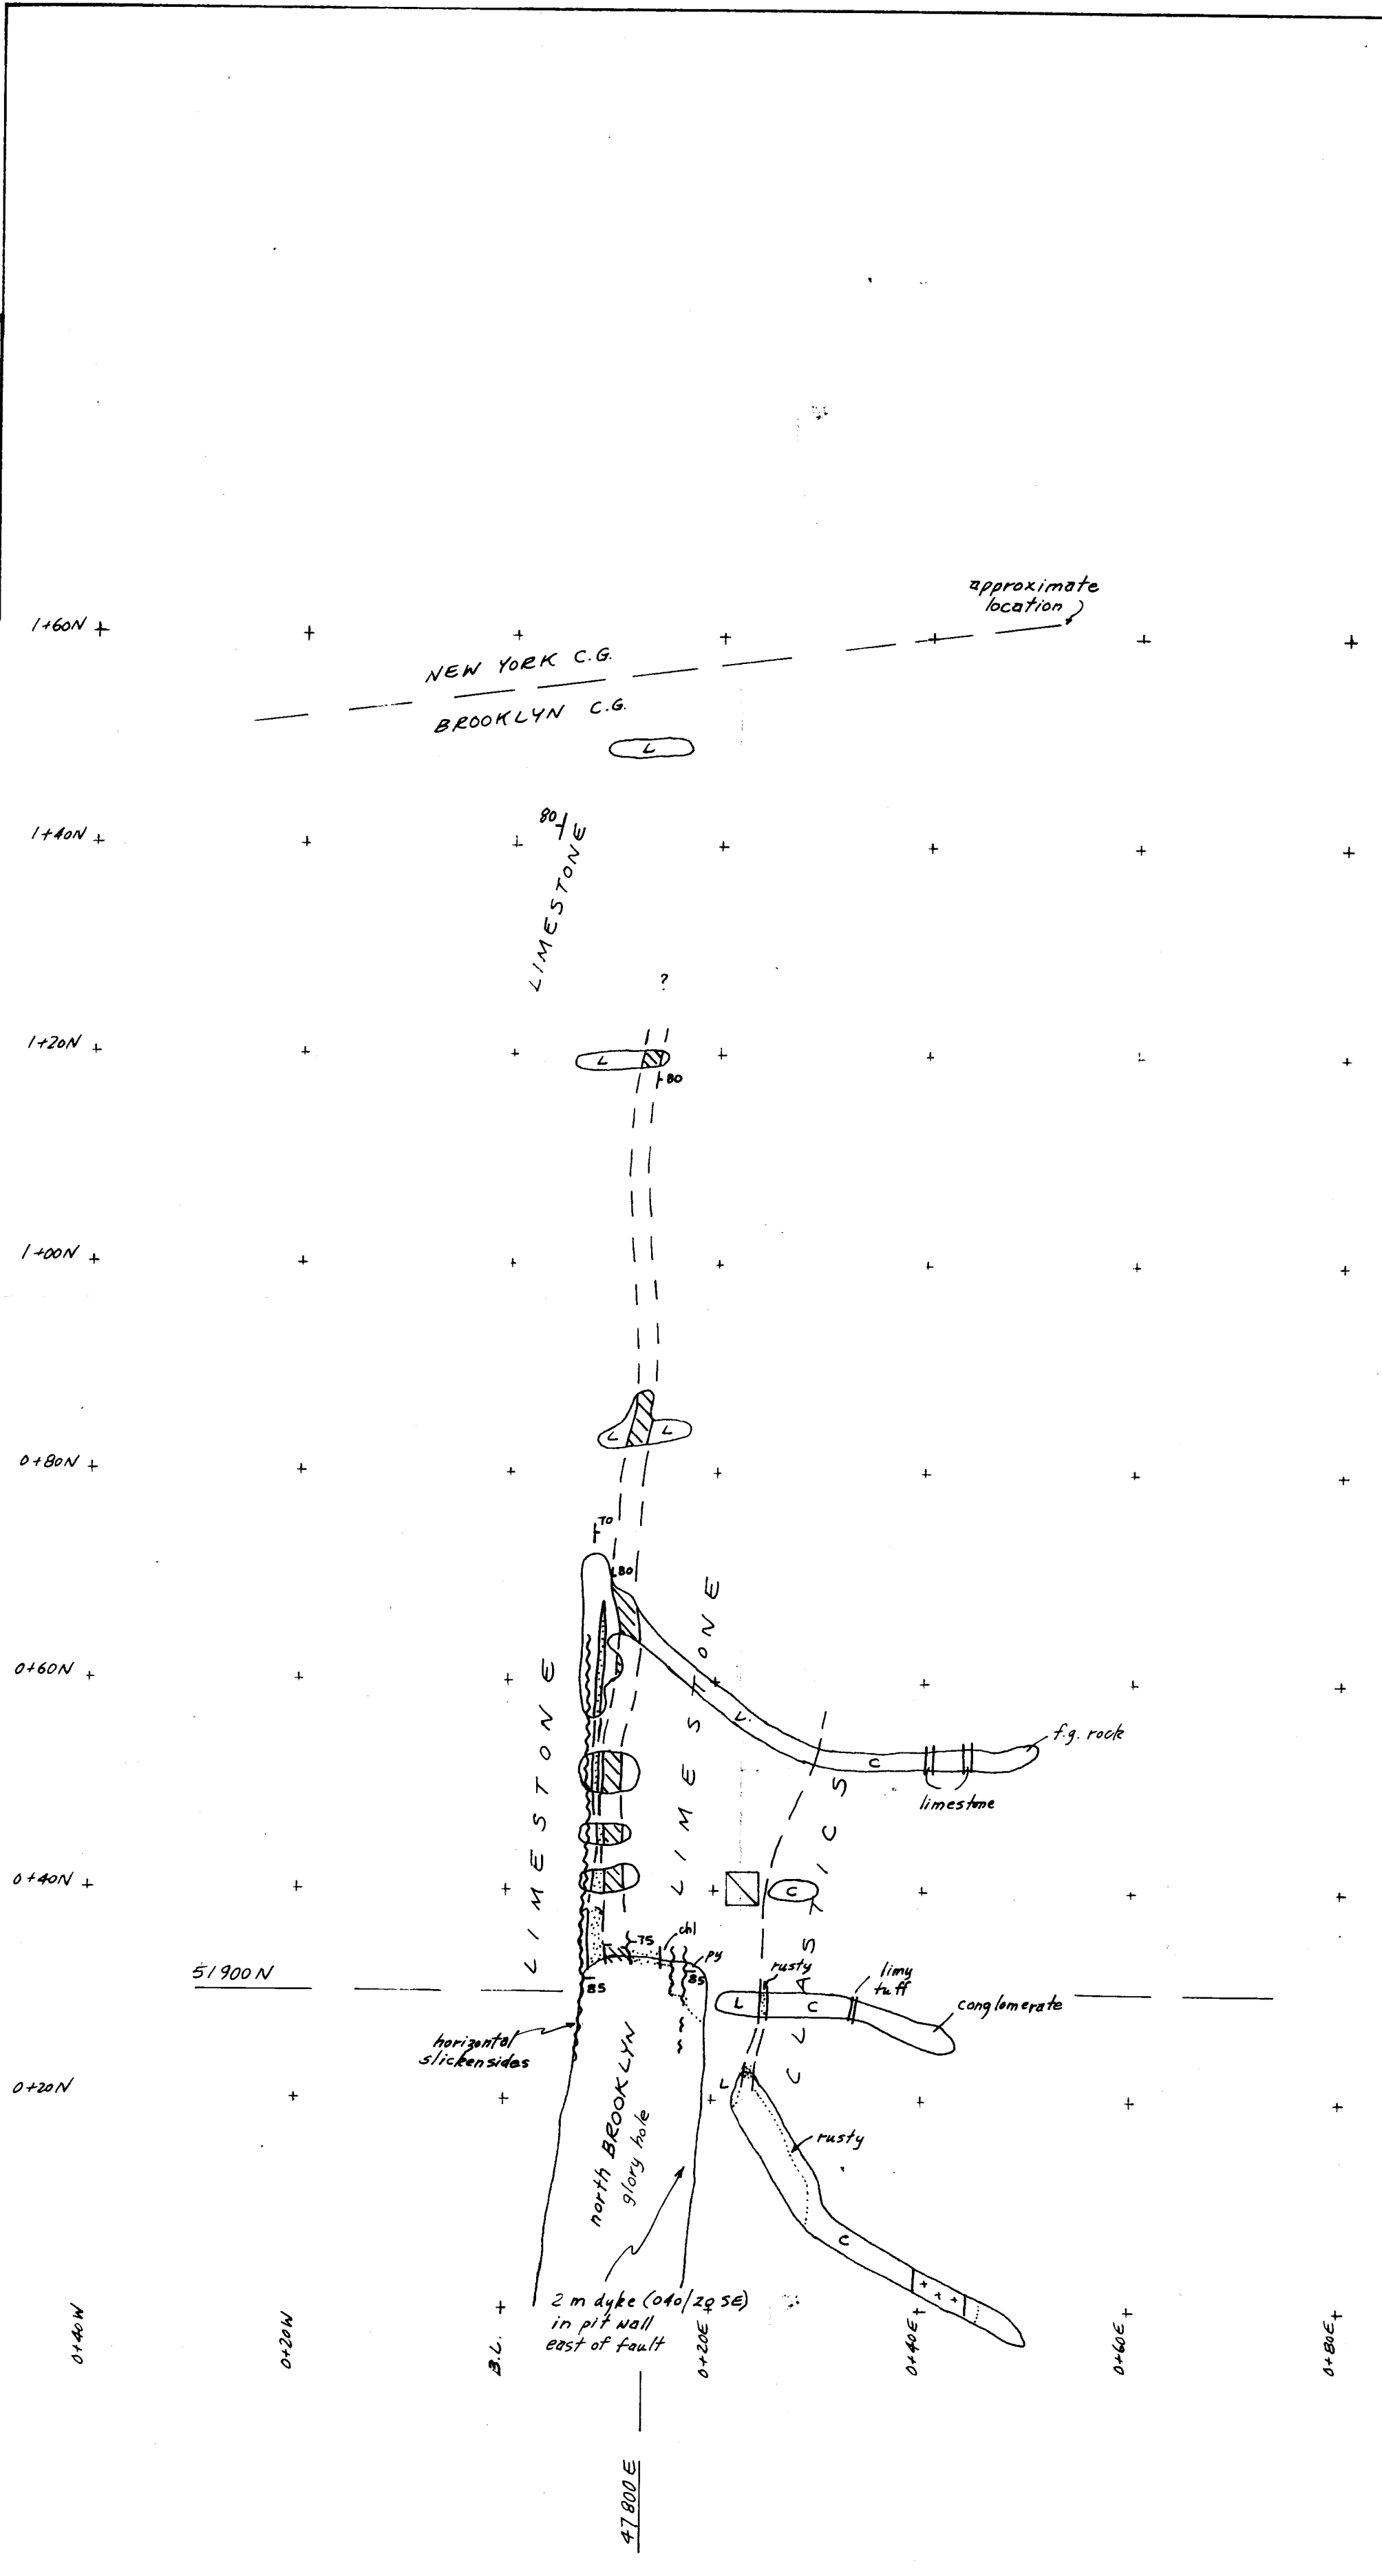 approximate
location
1+60N
NEW YORK C.G.
BROOKLYN C.G.
L
80
1+40N
LIMESTONE
?
1+20N
L
80
1+00N
L
L
0+80N
70
80
LIMESTONE
0+60N
LIMESTONE
L
f.g. rock
C
limestone
CLASTICS
0+40N
C
chl
75
py
51900N
85
85
rusty
limy
tuff
L
C
conglomerate
horizontal
slickensides
0+20N
L
north BROOKLYN
glory hole
rusty
C
2 m dyke (040/20 SE)
in pit wall
east of fault
0+40W
0+20W
B.L.
0+20E
0+40E
0+60E
0+80E
47800E